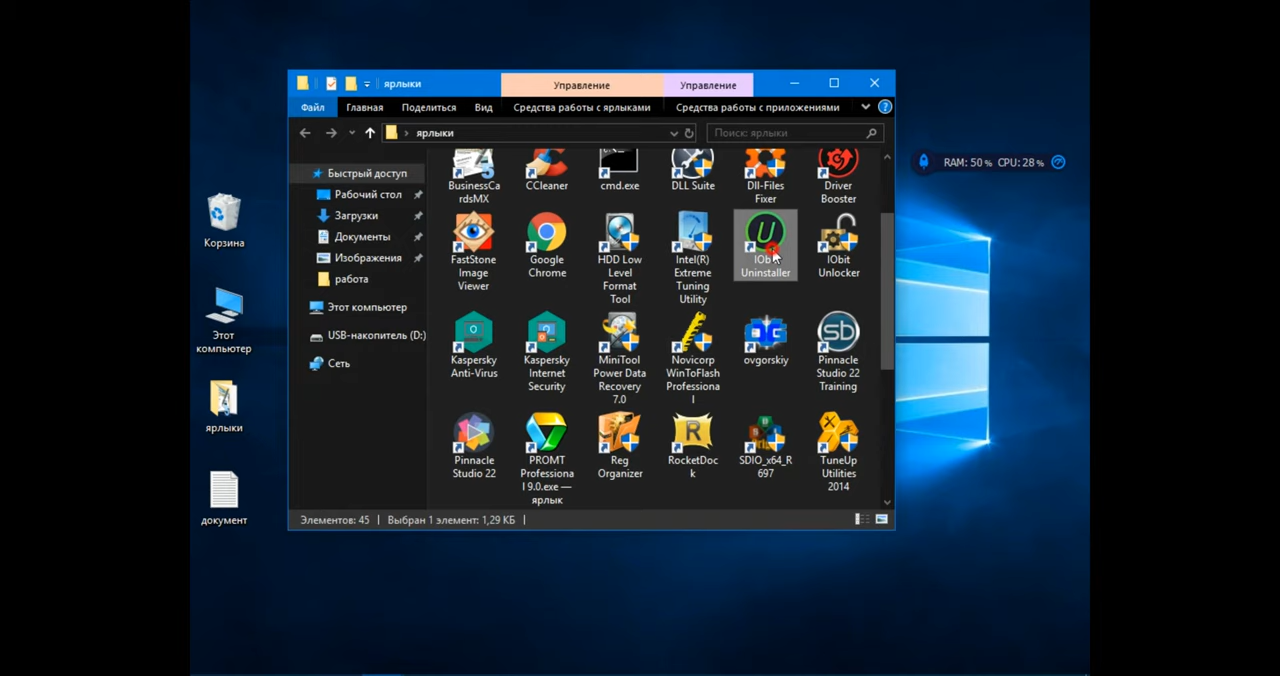 ярлыки
Управление
Управление
Файл
Главная
Поделиться
Вид
Средства работы с ярлыками
Средства работы с приложениями
ярлыки
Поиск: ярлыки
Быстрый доступ
Рабочий стол
Загрузки
Документы
Изображения
работа
Этот компьютер
USB-накопитель (D:)
Сеть
BusinessCa
rdsMX
CCleaner
cmd.exe
DLL Suite
Dll-Files
Fixer
Driver
Booster
FastStone
Image
Viewer
Google
Chrome
HDD Low
Level
Format
Tool
Intel(R)
Extreme
Tuning
Utility
IObit
Uninstaller
IObit
Unlocker
Kaspersky
Anti-Virus
Kaspersky
Internet
Security
MiniTool
Power Data
Recovery
7.0
Novicorp
WinToFlash
Professiona
l
ovgorskiy
Pinnacle
Studio 22
Training
Pinnacle
Studio 22
PROMT
Professiona
l 9.0.exe —
ярлык
Reg
Organizer
RocketDoc
k
SDIO_x64_R
697
TuneUp
Utilities
2014
Элементов: 45
Выбран 1 элемент: 1,29 КБ
Корзина
Этот
компьютер
ярлыки
документ
RAM: 50 % CPU: 28 %